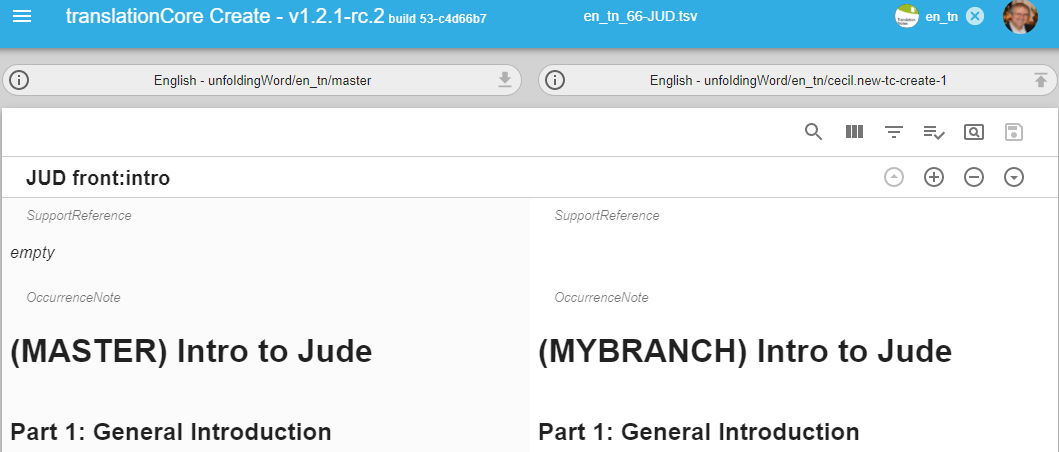 translationCore Create - v1.2.1-rc.2 build 53-c4d66b7
en_tn_66-JUD.tsv
en_tn
English - unfoldingWord/en_tn/master
English - unfoldingWord/en_tn/cecil.new-tc-create-1
JUD front:intro
SupportReference
SupportReference
empty
OccurrenceNote
OccurrenceNote
(MASTER) Intro to Jude
(MYBRANCH) Intro to Jude
Part 1: General Introduction
Part 1: General Introduction